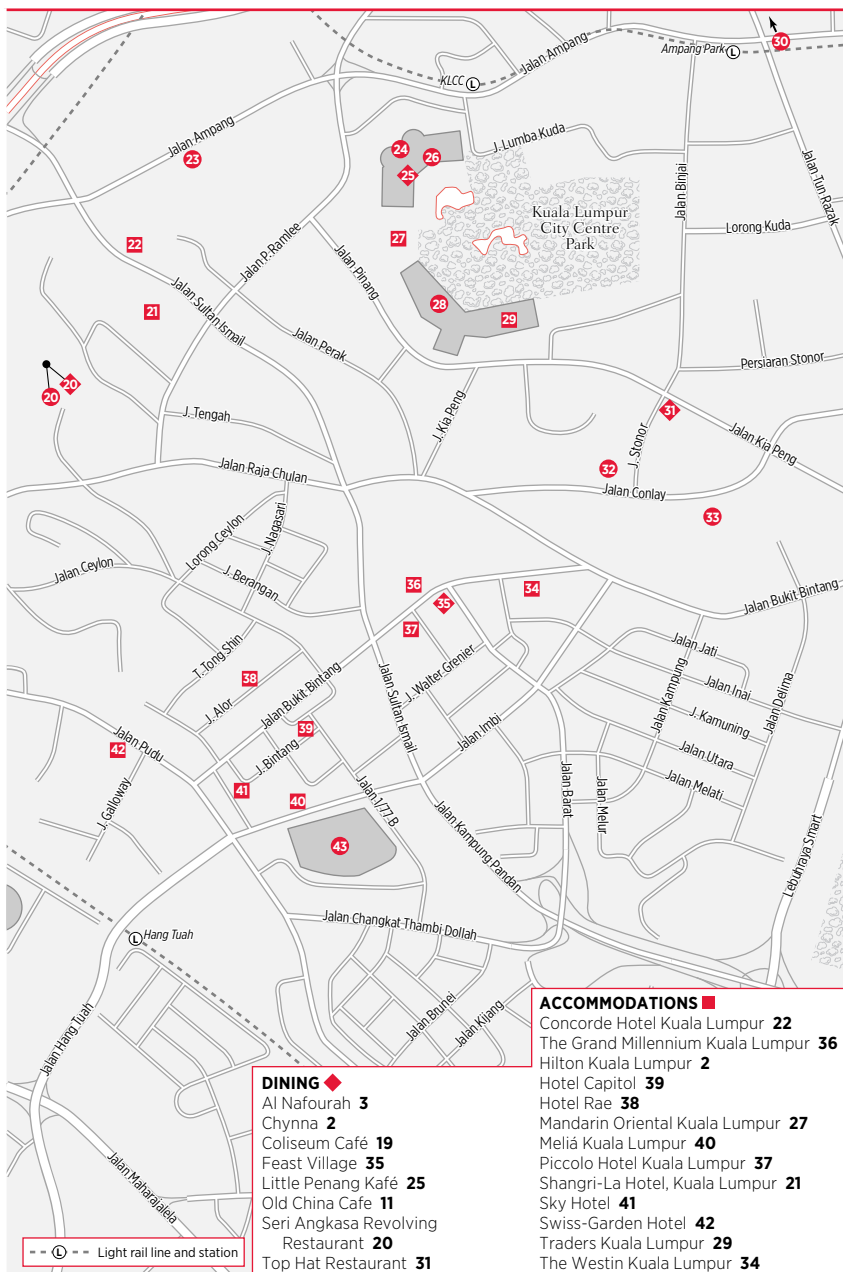 Ampang Park
L
30
Jalan Ampang
KLCC
L
Jalan Ampang
23
24
26
25
J. Lumba Kuda
Jalan Binjai
Jalan Tun Razak
Kuala Lumpur
City Centre
Park
Lorong Kuda
22
27
Jalan P. Ramlee
Jalan Pinang
21
Jalan Sultan Ismail
28
29
Jalan Perak
Persiaran Stonor
20
20
J. Tengah
J. Kia Peng
31
J. Stonor
Jalan Kia Peng
Jalan Raja Chulan
32
Jalan Conlay
33
Lorong Ceylon
J. Nagasari
Jalan Ceylon
J. Berangan
36
35
34
Jalan Bukit Bintang
37
T. Tong Shin
Jalan Jati
38
J. Walter Grenier
Jalan Sultan Ismail
Jalan Inai
J. Alor
Jalan Bukit Bintang
Jalan Kampung
J. Kamuning
Jalan Delima
39
Jalan Imbi
42
Jalan Pudu
J. Bintang
Jalan Utara
41
40
Jalan Melati
J. Galloway
Jalan 1/77 B
Jalan Barat
Jalan Melur
43
Jalan Kampung Pandan
Lebuhraya Smart
Jalan Changkat Thambi Dollah
L
Hang Tuah
Jalan Brunei
Jalan Kijang
Jalan Hang Tuah
Jalan Maharajalela
L Light rail line and station
DINING
Al Nafourah 3
Chynna 2
Coliseum Café 19
Feast Village 35
Little Penang Kafé 25
Old China Cafe 11
Seri Angkasa Revolving
Restaurant 20
Top Hat Restaurant 31
ACCOMMODATIONS
Concorde Hotel Kuala Lumpur 22
The Grand Millennium Kuala Lumpur 36
Hilton Kuala Lumpur 2
Hotel Capitol 39
Hotel Rae 38
Mandarin Oriental Kuala Lumpur 27
Meliá Kuala Lumpur 40
Piccolo Hotel Kuala Lumpur 37
Shangri-La Hotel, Kuala Lumpur 21
Sky Hotel 41
Swiss-Garden Hotel 42
Traders Kuala Lumpur 29
The Westin Kuala Lumpur 34